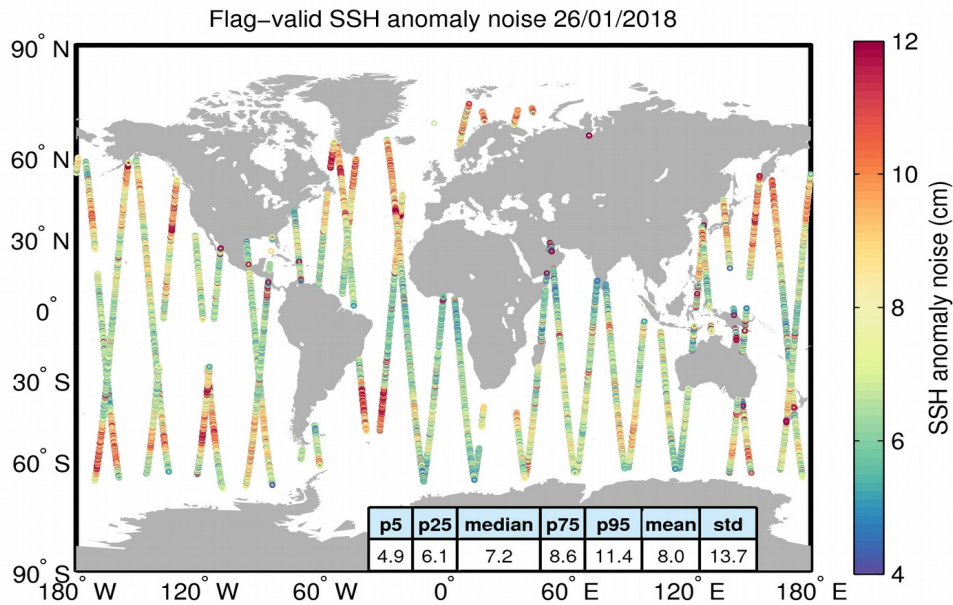 Flag−valid SSH anomaly noise 26/01/2018
90° N
60° N
30° N
0°
30° S
60° S
90° S
180° W 120° W 60° W 0° 60° E 120° E 180° E
p5 p25 median p75 p95 mean std
4.9 6.1 7.2 8.6 11.4 8.0 13.7
12
10
8
6
4
SSH anomaly noise (cm)